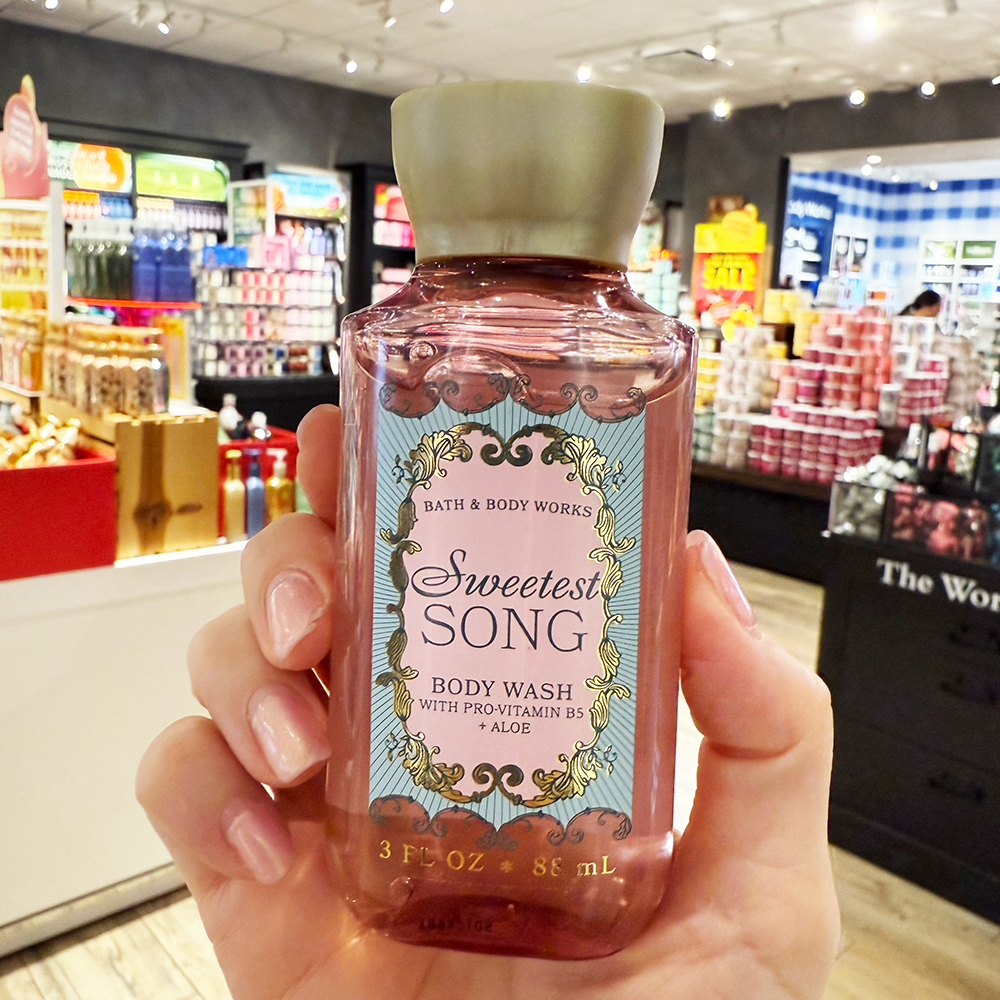 BATH & BODY WORKS
Sweetest
SONG
BODY WASH
WITH PRO-VITAMIN B5
+ ALOE
3 FL OZ * 88 mL
SALE
The Wor